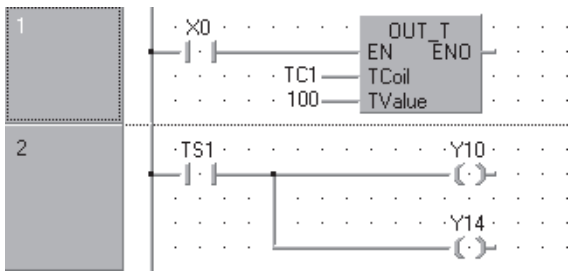 1
X0
OUT_T
EN ENO
TC1 TCoil
100 TValue
2
TS1 Y10
Y14